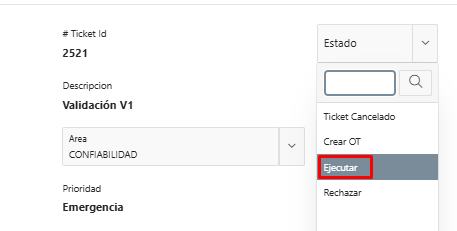 # Ticket Id
2521
Descripcion
Validación V1
Area
CONFIABILIDAD
Prioridad
Emergencia
Estado
Ticket Cancelado
Crear OT
Ejecutar
Rechazar